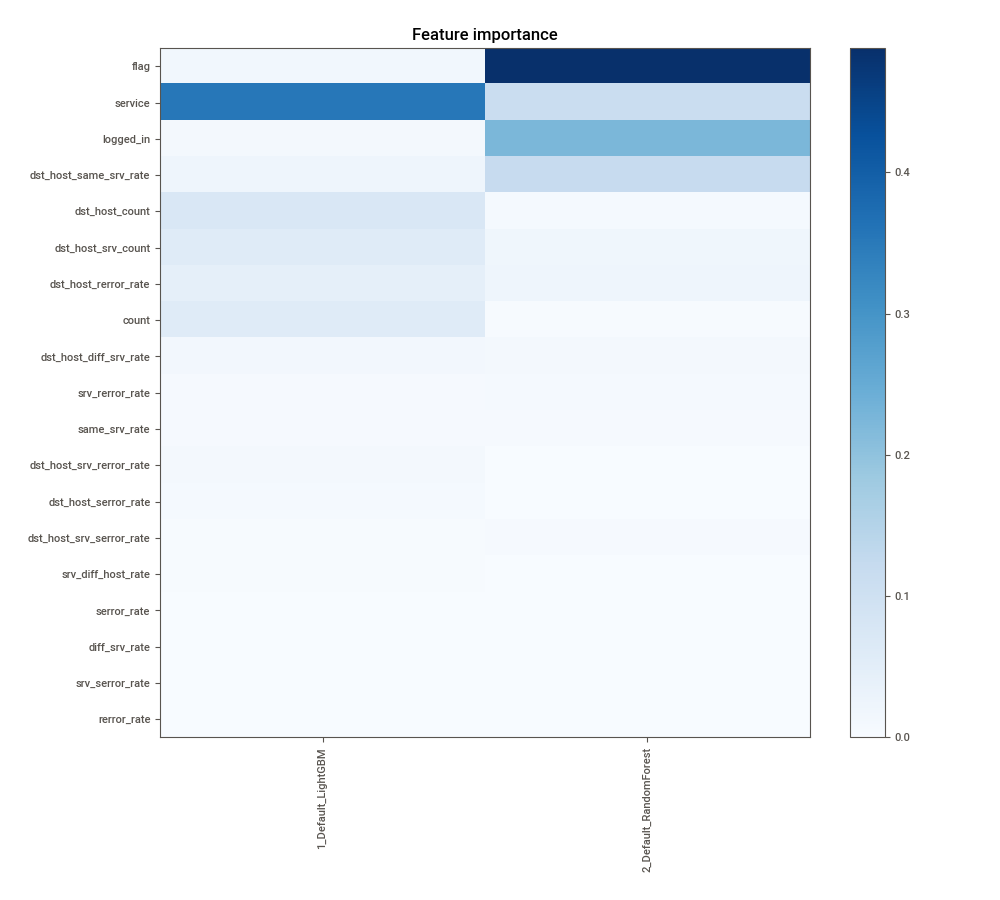 Feature importance
flag
service
logged_in
dst_host_same_srv_rate
dst_host_count
dst_host_srv_count
dst_host_rerror_rate
count
dst_host_diff_srv_rate
srv_rerror_rate
same_srv_rate
dst_host_srv_rerror_rate
dst_host_serror_rate
dst_host_srv_serror_rate
srv_diff_host_rate
serror_rate
diff_srv_rate
srv_serror_rate
rerror_rate
1_Default_LightGBM
2_Default_RandomForest
0.4
0.3
0.2
0.1
0.0